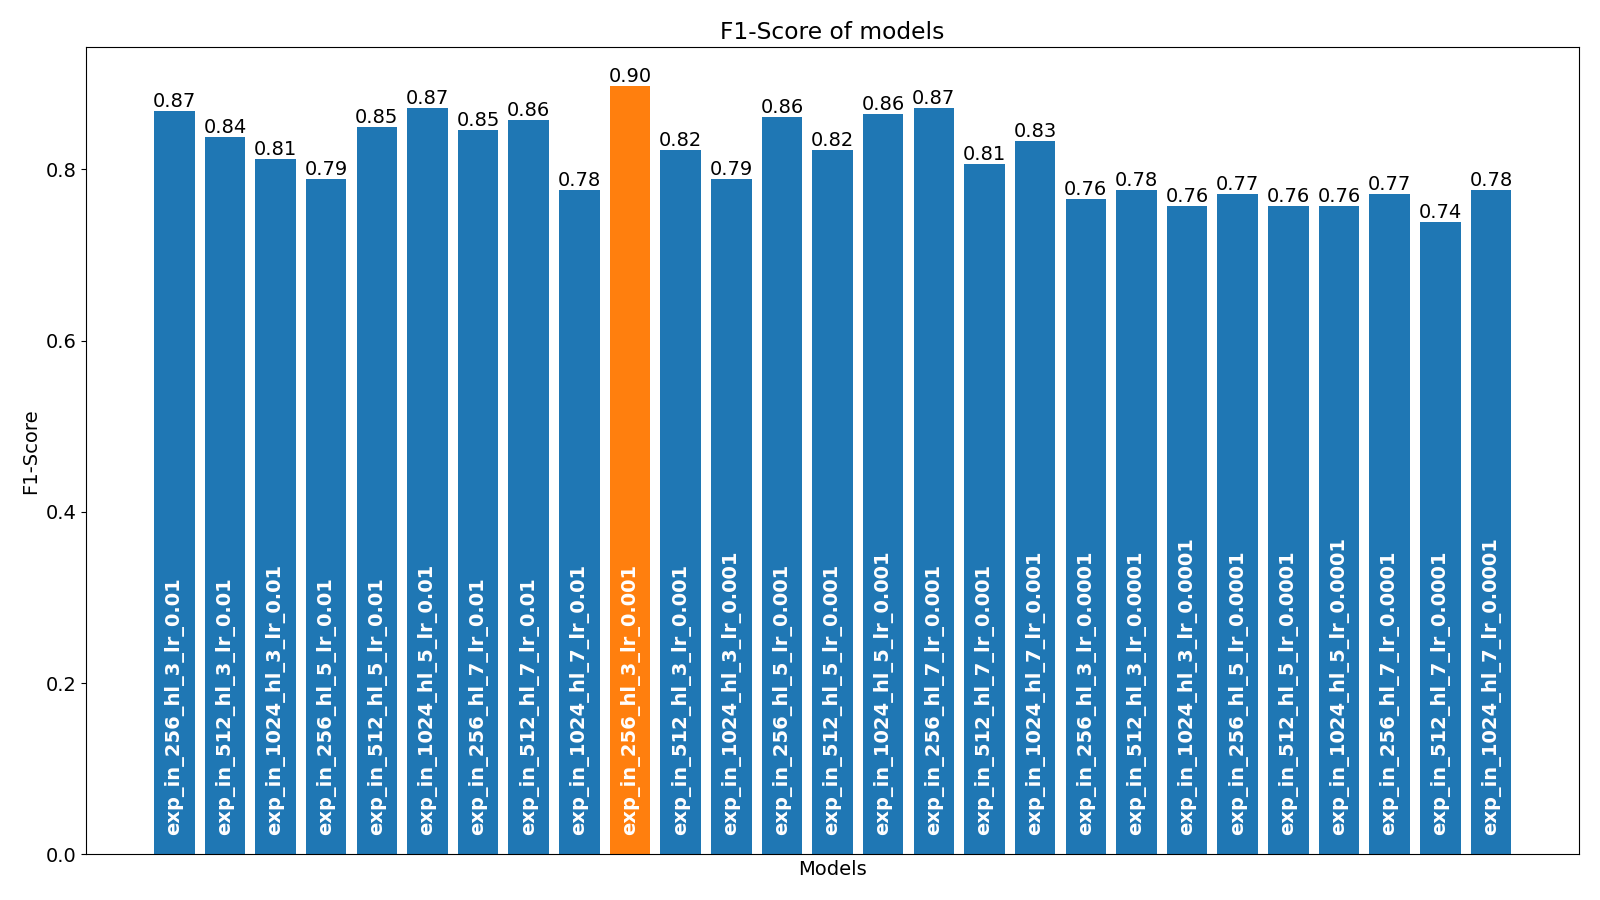 F1-Score of models
0.87
0.84
0.81
0.79
0.85
0.87
0.85
0.86
0.78
0.90
0.82
0.79
0.86
0.82
0.86
0.87
0.81
0.83
0.76
0.78
0.76
0.77
0.76
0.76
0.77
0.74
0.78
0.8
0.6
0.4
0.2
0.0
F1-Score
exp_in_256_hl_3_lr_0.01
exp_in_512_hl_3_lr_0.01
exp_in_1024_hl_3_lr_0.01
exp_in_256_hl_5_lr_0.01
exp_in_512_hl_5_lr_0.01
exp_in_1024_hl_5_lr_0.01
exp_in_256_hl_7_lr_0.01
exp_in_512_hl_7_lr_0.01
exp_in_1024_hl_7_lr_0.01
exp_in_256_hl_3_lr_0.001
exp_in_512_hl_3_lr_0.001
exp_in_1024_hl_3_lr_0.001
exp_in_256_hl_5_lr_0.001
exp_in_512_hl_5_lr_0.001
exp_in_1024_hl_5_lr_0.001
exp_in_256_hl_7_lr_0.001
exp_in_512_hl_7_lr_0.001
exp_in_1024_hl_7_lr_0.001
exp_in_256_hl_3_lr_0.0001
exp_in_512_hl_3_lr_0.0001
exp_in_1024_hl_3_lr_0.0001
exp_in_256_hl_5_lr_0.0001
exp_in_512_hl_5_lr_0.0001
exp_in_1024_hl_5_lr_0.0001
exp_in_256_hl_7_lr_0.0001
exp_in_512_hl_7_lr_0.0001
exp_in_1024_hl_7_lr_0.0001
Models